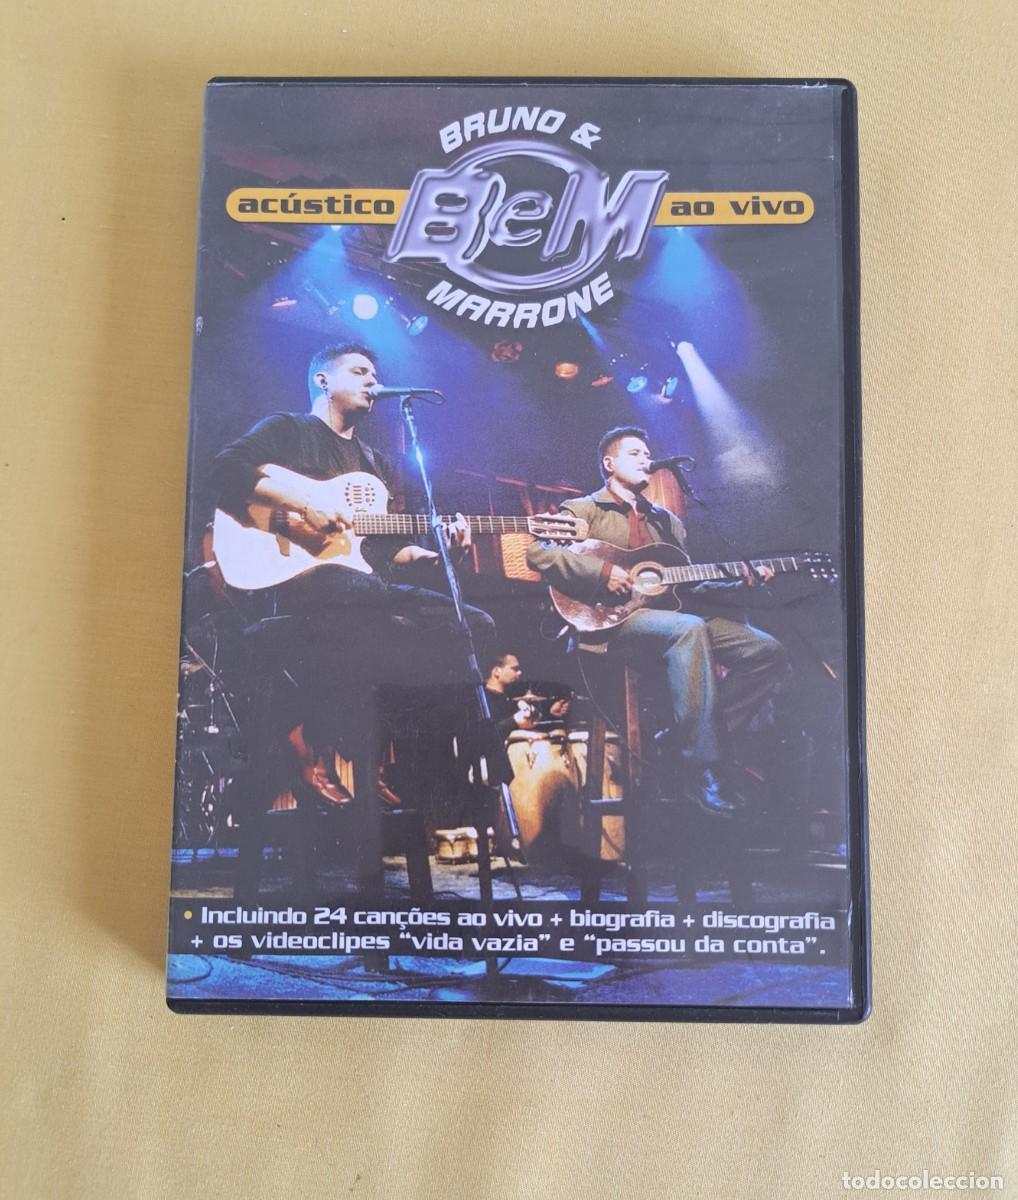 BRUNO &
acústico BeM ao vivo
MARRONE
• Incluindo 24 canções ao vivo + biografia + discografia
+ os videoclipes “vida vazia” e “passou da conta”.
todocoleccion